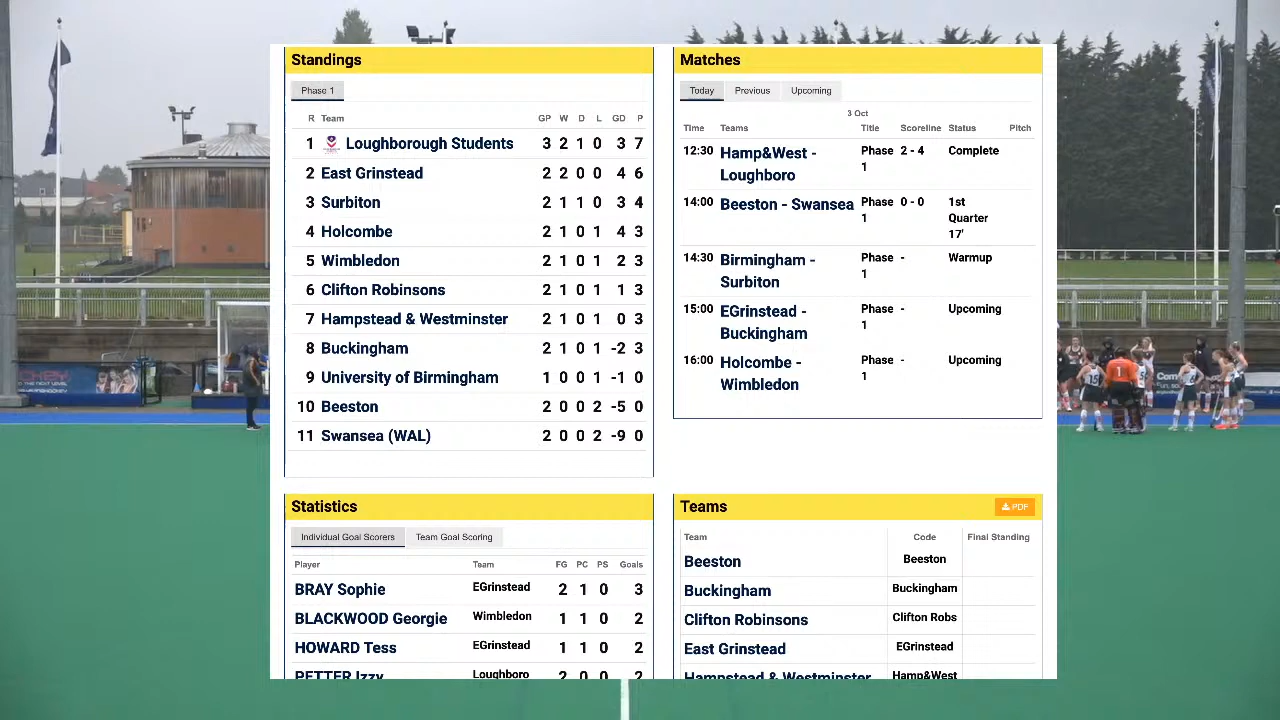 Standings
Phase 1
R Team GP W D L GD P
1 Loughborough Students 3 2 1 0 3 7
2 East Grinstead 2 2 0 0 4 6
3 Surbiton 2 1 1 0 3 4
4 Holcombe 2 1 0 1 4 3
5 Wimbledon 2 1 0 1 2 3
6 Clifton Robinsons 2 1 0 1 1 3
7 Hampstead & Westminster 2 1 0 1 0 3
8 Buckingham 2 1 0 1 -2 3
9 University of Birmingham 1 0 0 1 -1 0
10 Beeston 2 0 0 2 -5 0
11 Swansea (WAL) 2 0 0 2 -9 0
Matches
Today Previous Upcoming
3 Oct
Time Teams Title Scoreline Status Pitch
12:30 Hamp&West - Phase 2 - 4 Complete
Loughboro 1
14:00 Beeston - Swansea Phase 0 - 0 1st
1 Quarter
17'
14:30 Birmingham - Phase - Warmup
Surbiton 1
15:00 EGrinstead - Phase - Upcoming
Buckingham 1
16:00 Holcombe - Phase - Upcoming
Wimbledon 1
Statistics
Individual Goal Scorers Team Goal Scoring
Player Team FG PC PS Goals
BRAY Sophie EGrinstead 2 1 0 3
BLACKWOOD Georgie Wimbledon 1 1 0 2
HOWARD Tess EGrinstead 1 1 0 2
PETTER Izzy Loughboro 2 0 0 2
Teams
PDF
Team Code Final Standing
Beeston Beeston
Buckingham Buckingham
Clifton Robinsons Clifton Robs
East Grinstead EGrinstead
Hampstead & Westminster Hamp&West